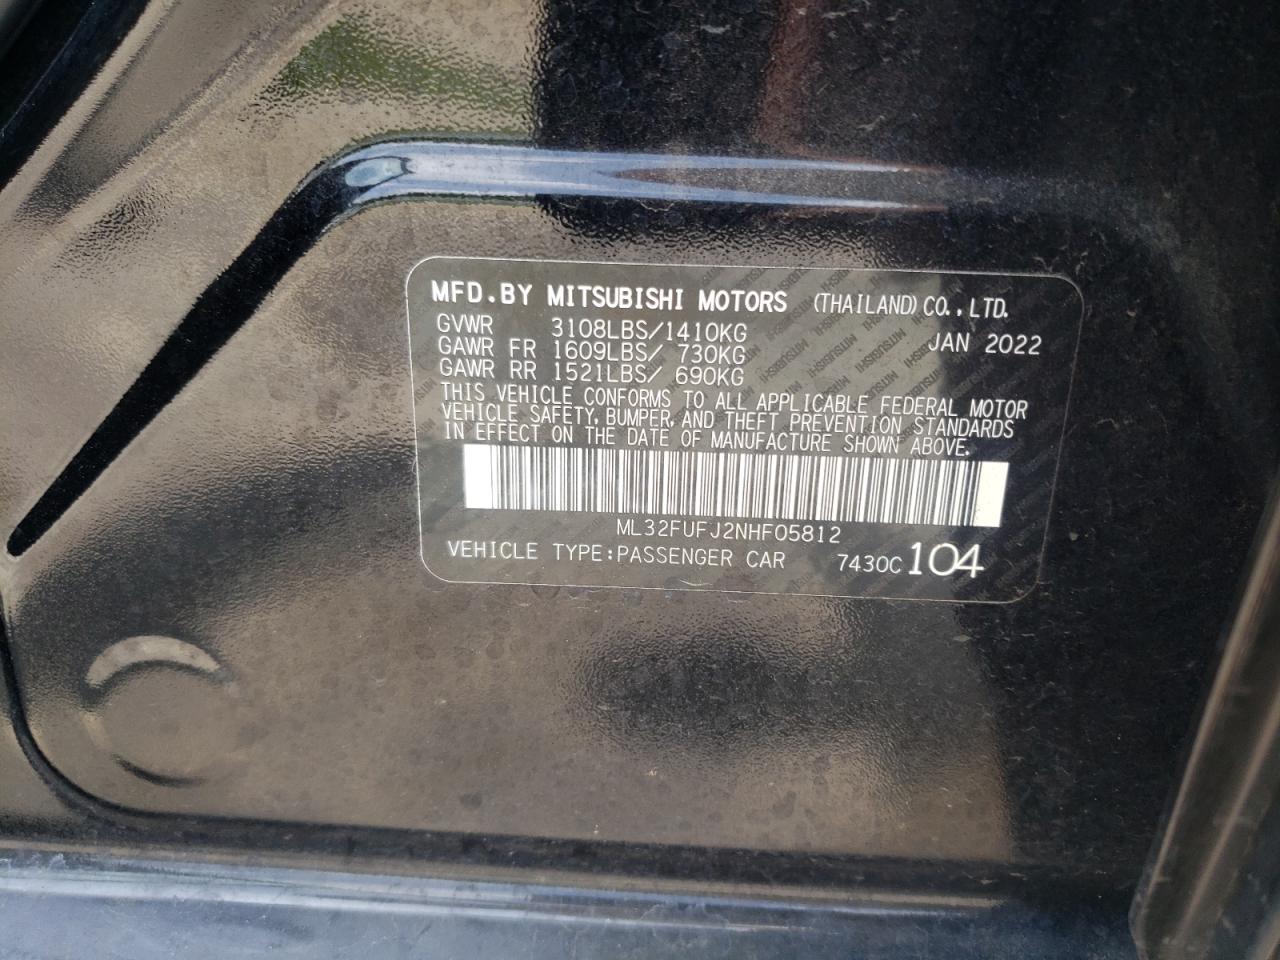 MFD.BY MITSUBISHI MOTORS (THAILAND) CO., LTD.
GVWR 3108LBS/1410KG JAN 2022
GAWR FR 1609LBS/ 730KG
GAWR RR 1521LBS/ 690KG
THIS VEHICLE CONFORMS TO ALL APPLICABLE FEDERAL MOTOR
VEHICLE SAFETY, BUMPER, AND THEFT PREVENTION STANDARDS
IN EFFECT ON THE DATE OF MANUFACTURE SHOWN ABOVE.
ML32FUFJ2NHF05812
VEHICLE TYPE:PASSENGER CAR 7430C 104